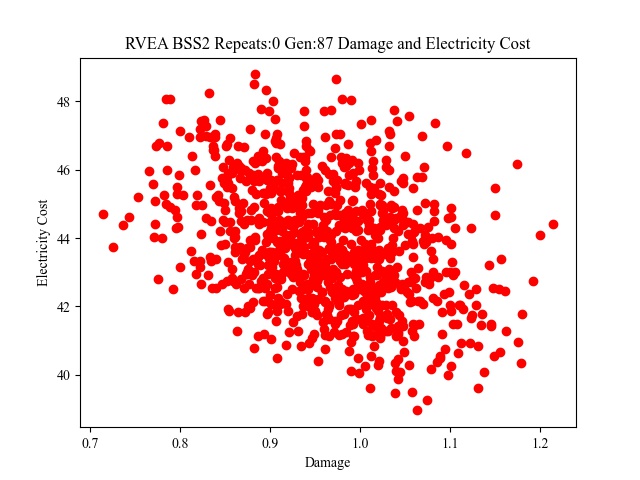 RVEA BSS2 Repeats:0 Gen:87 Damage and Electricity Cost
48
46
44
42
40
Electricity Cost
0.7 0.8 0.9 1.0 1.1 1.2
Damage